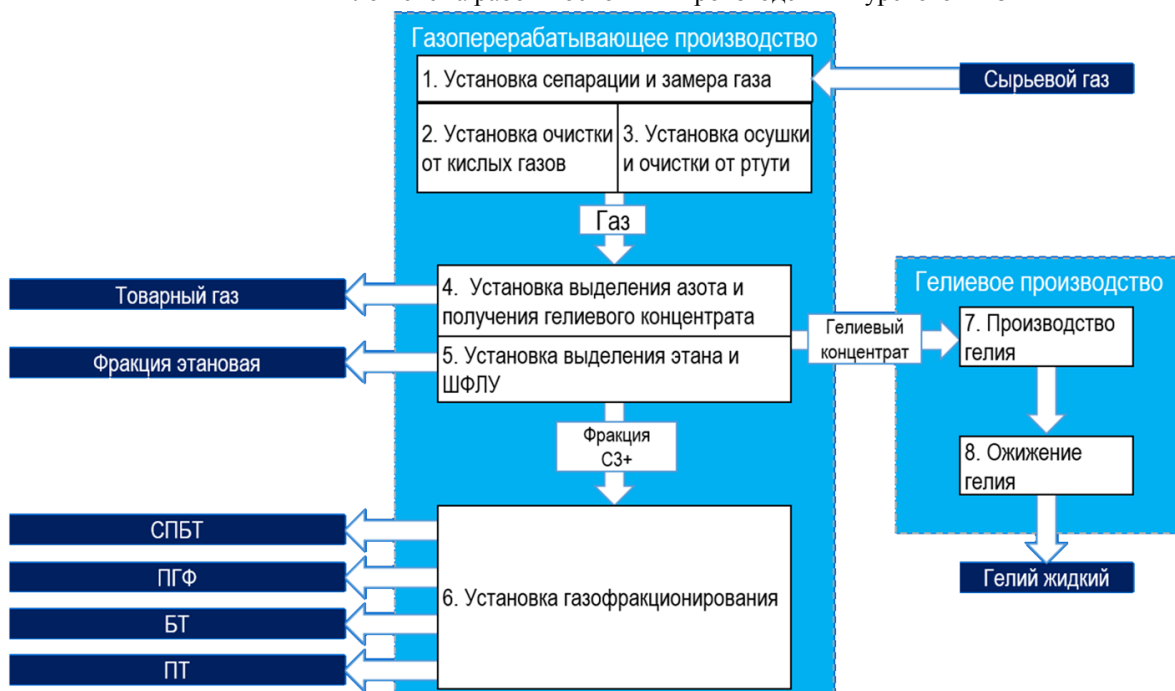 Газоперерабатывающее производство
1. Установка сепарации и замера газа
Сырьевой газ
2. Установка очистки
от кислых газов
3. Установка осушки
и очистки от ртути
Газ
Товарный газ
4. Установка выделения азота и
получения гелиевого концентрата
Гелиевый
концентрат
Гелиевое производство
7. Производство
гелия
Фракция этановая
5. Установка выделения этана и
ШФЛУ
Фракция
С3+
8. Ожижение
гелия
СПБТ
ПГФ
БТ
ПТ
6. Установка газофракционирования
Гелий жидкий